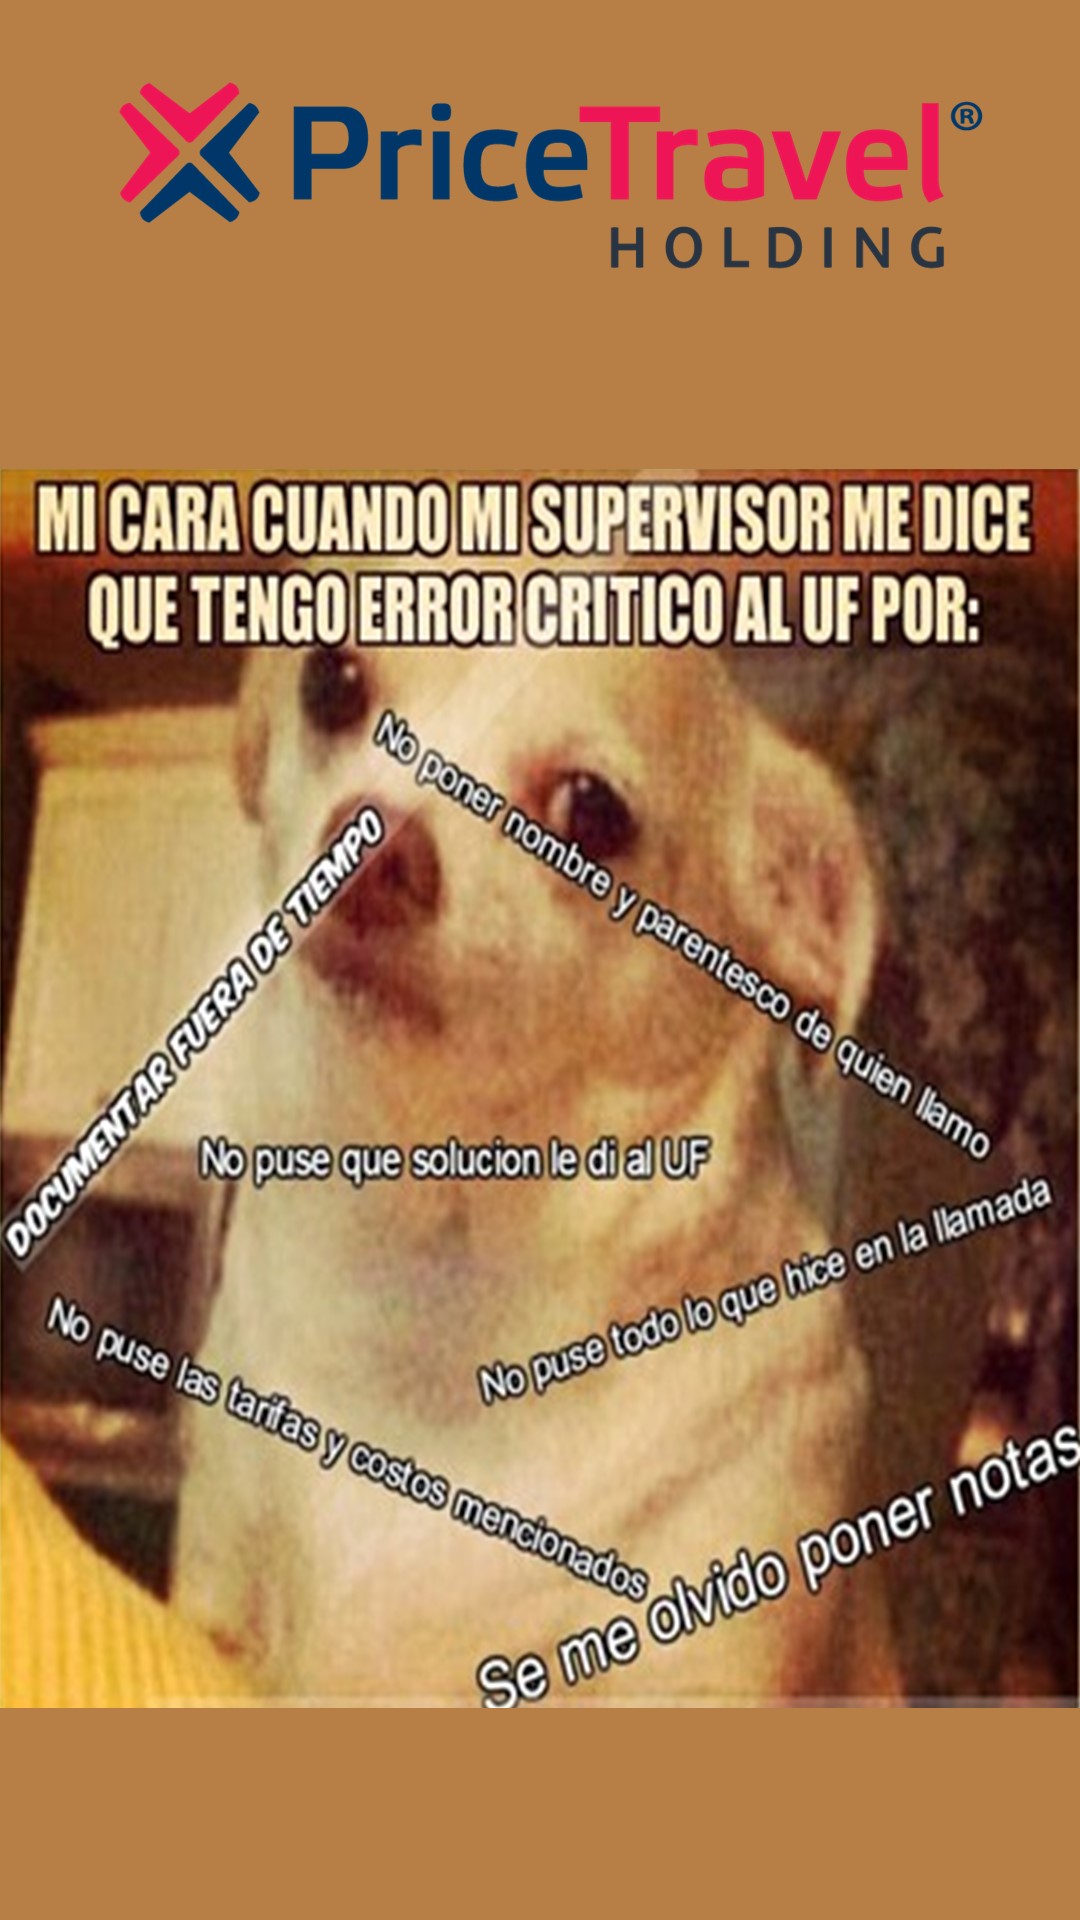 PriceTravel®
HOLDING
MI CARA CUANDO MI SUPERVISOR ME DICE
QUE TENGO ERROR CRITICO AL UF POR:
No poner nombre y parentesco de quien llamo
DOCUMENTAR FUERA DE TIEMPO
No puse que solucion le di al UF
No puse todo lo que hice en la llamada
No puse las tarifas y costos mencionados
Se me olvido poner notas